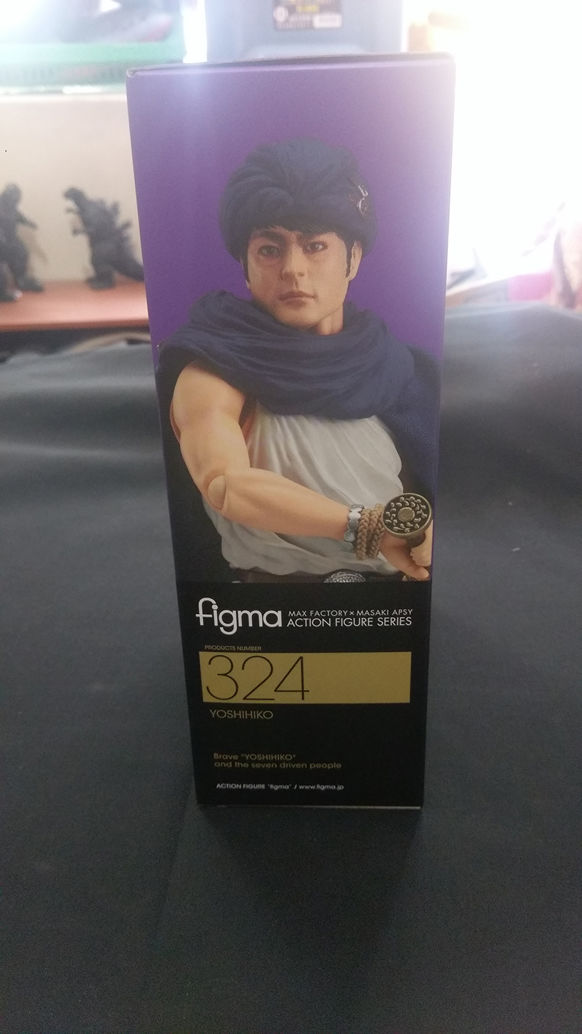 figma MAX FACTORY × MASAKI APSY
ACTION FIGURE SERIES
PRODUCTS NUMBER
324
YOSHIHIKO
Brave "YOSHIHIKO"
and the seven driven people
ACTION FIGURE "figma" / www.figma.jp